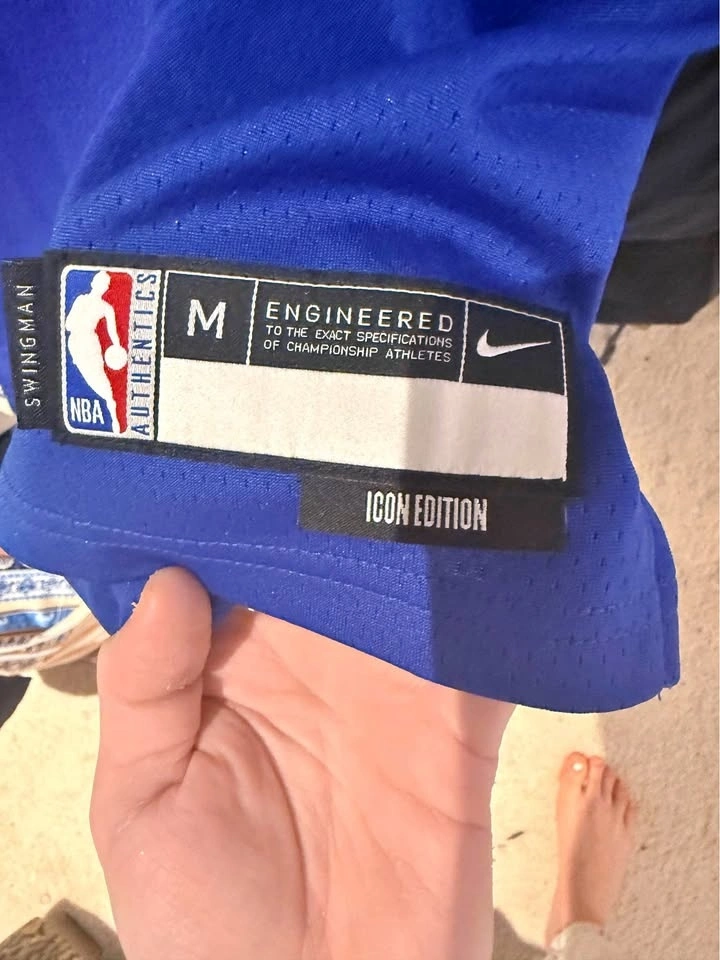 SWINGMAN
NBA
AUTHENTICS
M
ENGINEERED
TO THE EXACT SPECIFICATIONS
OF CHAMPIONSHIP ATHLETES
ICON EDITION